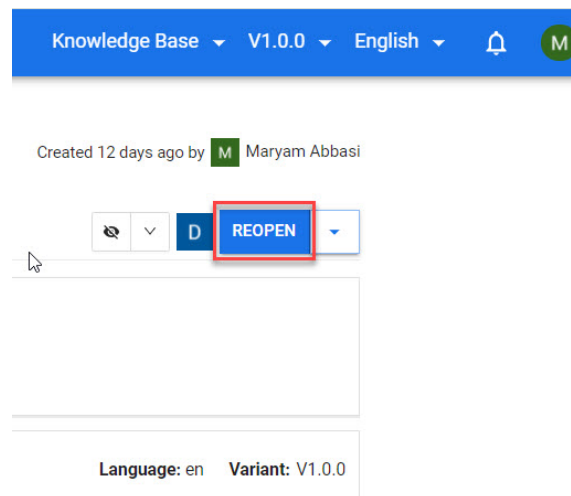 Knowledge Base V1.0.0 English M
Created 12 days ago by M Maryam Abbasi
D REOPEN
Language: en Variant: V1.0.0